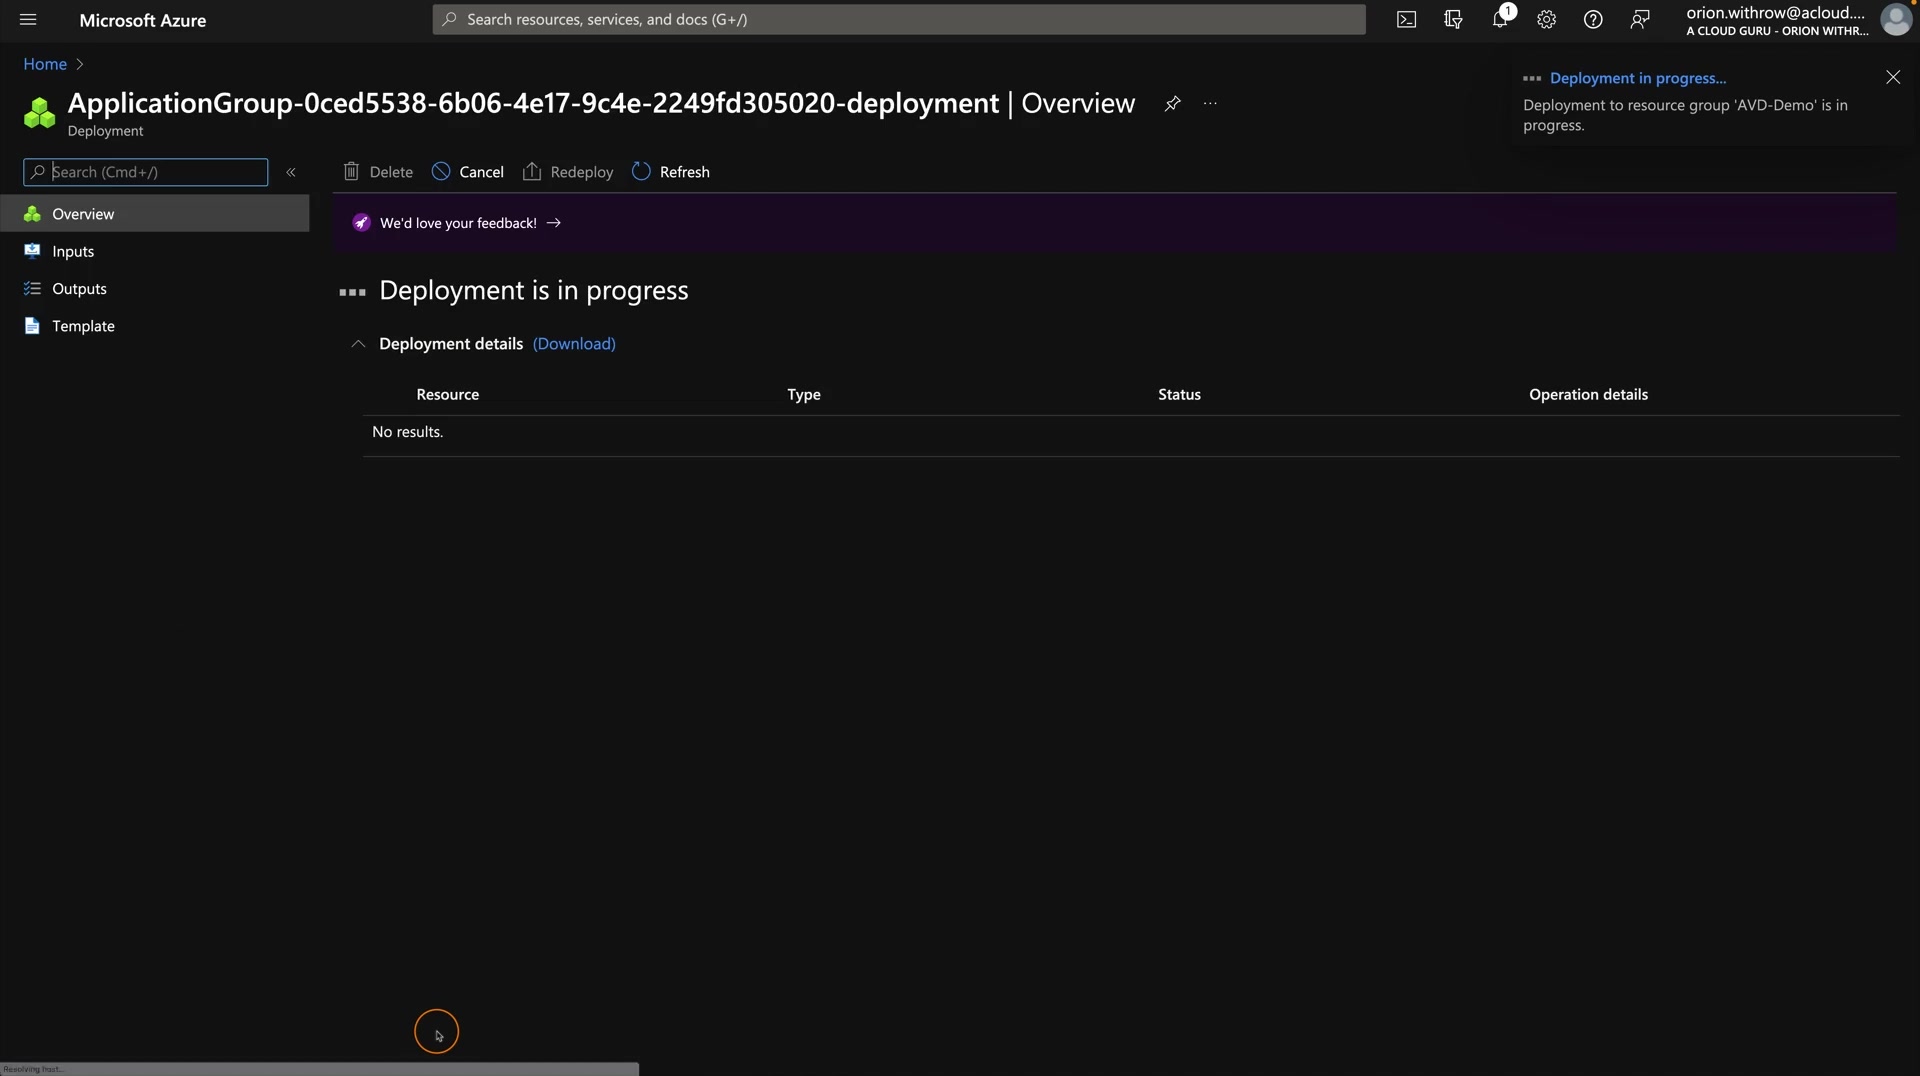 Microsoft Azure
Search resources, services, and docs (G+/)
1
orion.withrow@acloud....
A CLOUD GURU - ORION WITHR...
Home
Deployment in progress...
Deployment to resource group 'AVD-Demo' is in
progress.
ApplicationGroup-0ced5538-6b06-4e17-9c4e-2249fd305020-deployment | Overview
Deployment
Search (Cmd+/)
Delete
Cancel
Redeploy
Refresh
Overview
Inputs
Outputs
Template
We'd love your feedback! →
Deployment is in progress
Deployment details (Download)
Resource
Type
Status
Operation details
No results.
Resolving host...